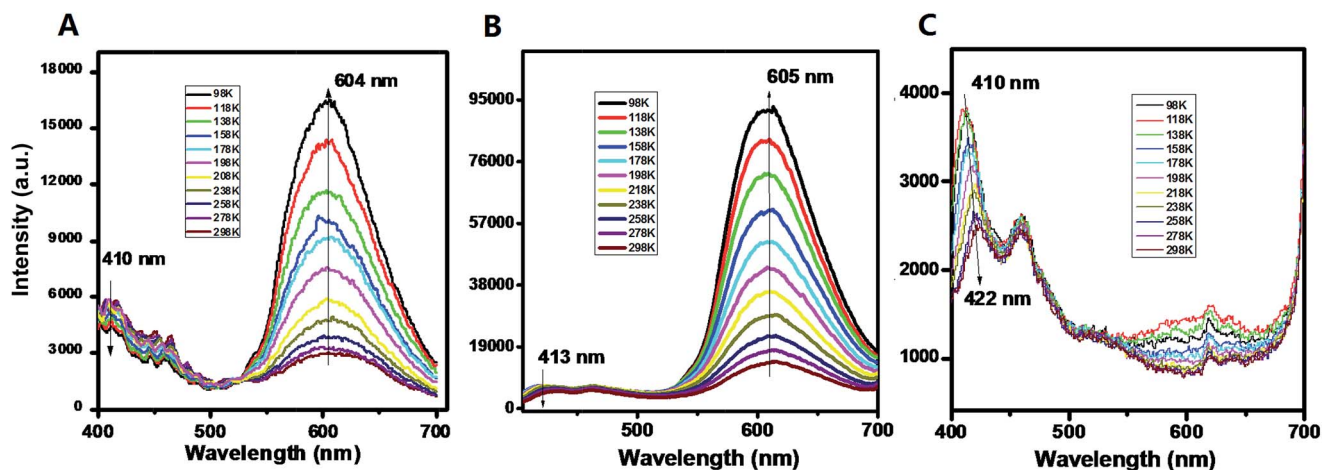 A
18000
15000
12000
9000
6000
3000
0
Intensity (a.u.)
604 nm
410 nm
98K
118K
138K
158K
178K
198K
208K
238K
258K
278K
298K
400
500
600
700
Wavelength (nm)
B
95000
76000
57000
38000
19000
0
605 nm
413 nm
98K
118K
138K
158K
178K
198K
218K
238K
258K
278K
298K
500
600
700
Wavelength (nm)
C
4000
3000
2000
1000
410 nm
422 nm
98K
118K
138K
158K
178K
198K
218K
238K
278K
298K
400
500
600
700
Wavelength (nm)